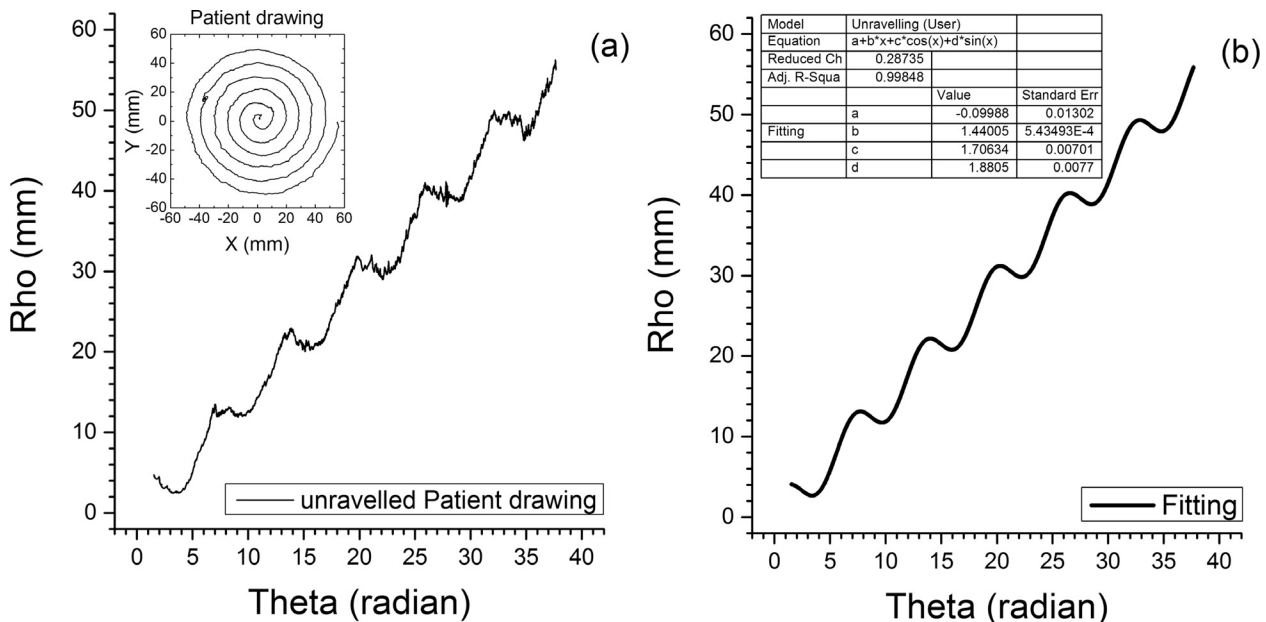 Patient drawing
(a)
60
40
20
0
-20
-40
-60
Y (mm)
-60 -40 -20 0 20 40 60
X (mm)
60
50
40
30
20
10
0
Rho (mm)
unravelled Patient drawing
0 5 10 15 20 25 30 35 40
Theta (radian)
(b)
Model Unravelling (User)
Equation a+b*x+c*cos(x)+d*sin(x)
Reduced Ch 0.28735
Adj. R-Squa 0.99848
Value Standard Err
a -0.09988 0.01302
Fitting b 1.44005 5.43493E-4
c 1.70634 0.00701
d 1.8805 0.0077
60
50
40
30
20
10
0
Rho (mm)
Fitting
0 5 10 15 20 25 30 35 40
Theta (radian)